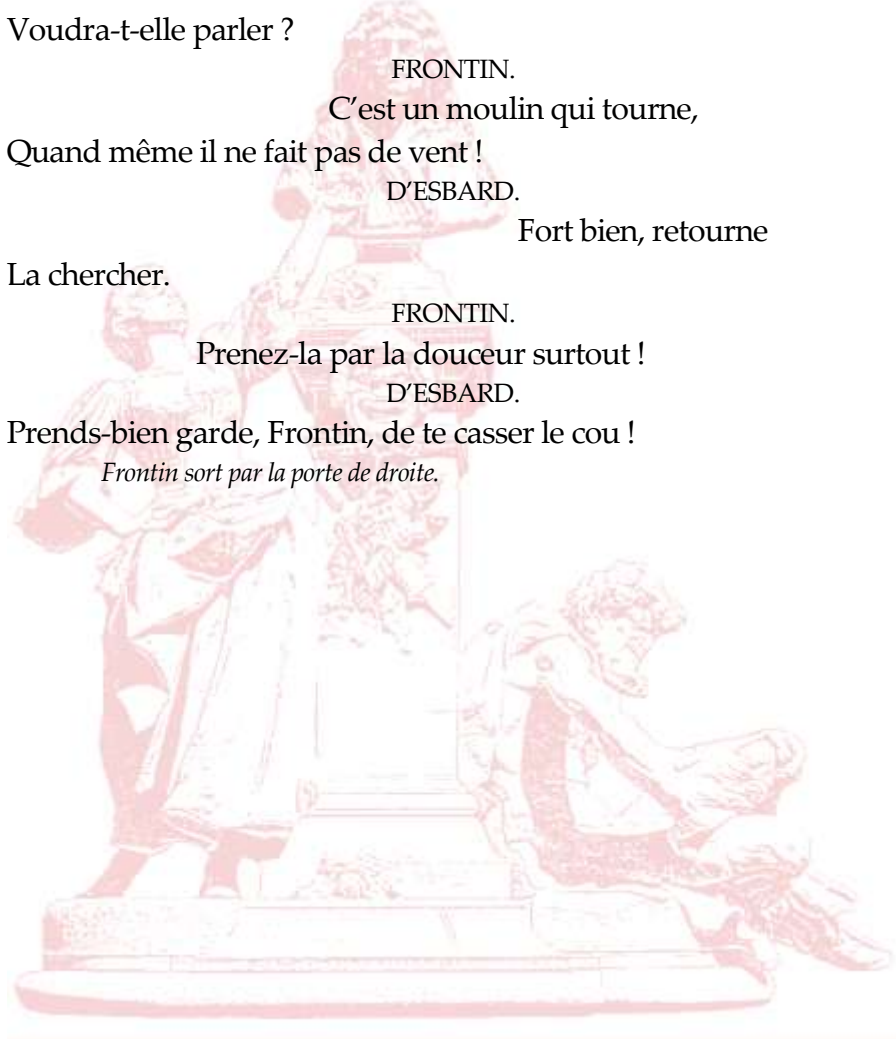 Voudra-t-elle parler ?
FRONTIN.
C’est un moulin qui tourne,
Quand même il ne fait pas de vent !
D’ESBARD.
Fort bien, retourne
La chercher.
FRONTIN.
Prenez-la par la douceur surtout !
D’ESBARD.
Prends-bien garde, Frontin, de te casser le cou !
Frontin sort par la porte de droite.